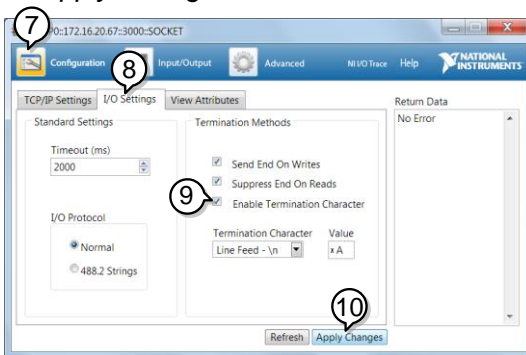 7
P0::172.16.20.67::3000::SOCKET
Configuration
8
Input/Output
Advanced
NI I/O Trace
Help
NATIONAL
INSTRUMENTS
TCP/IP Settings
I/O Settings
View Attributes
Return Data
Standard Settings
Termination Methods
No Error
Timeout (ms)
2000
Send End On Writes
Suppress End On Reads
9
Enable Termination Character
I/O Protocol
Termination Character
Value
Normal
Line Feed - \n
x A
488.2 Strings
10
Refresh
Apply Changes